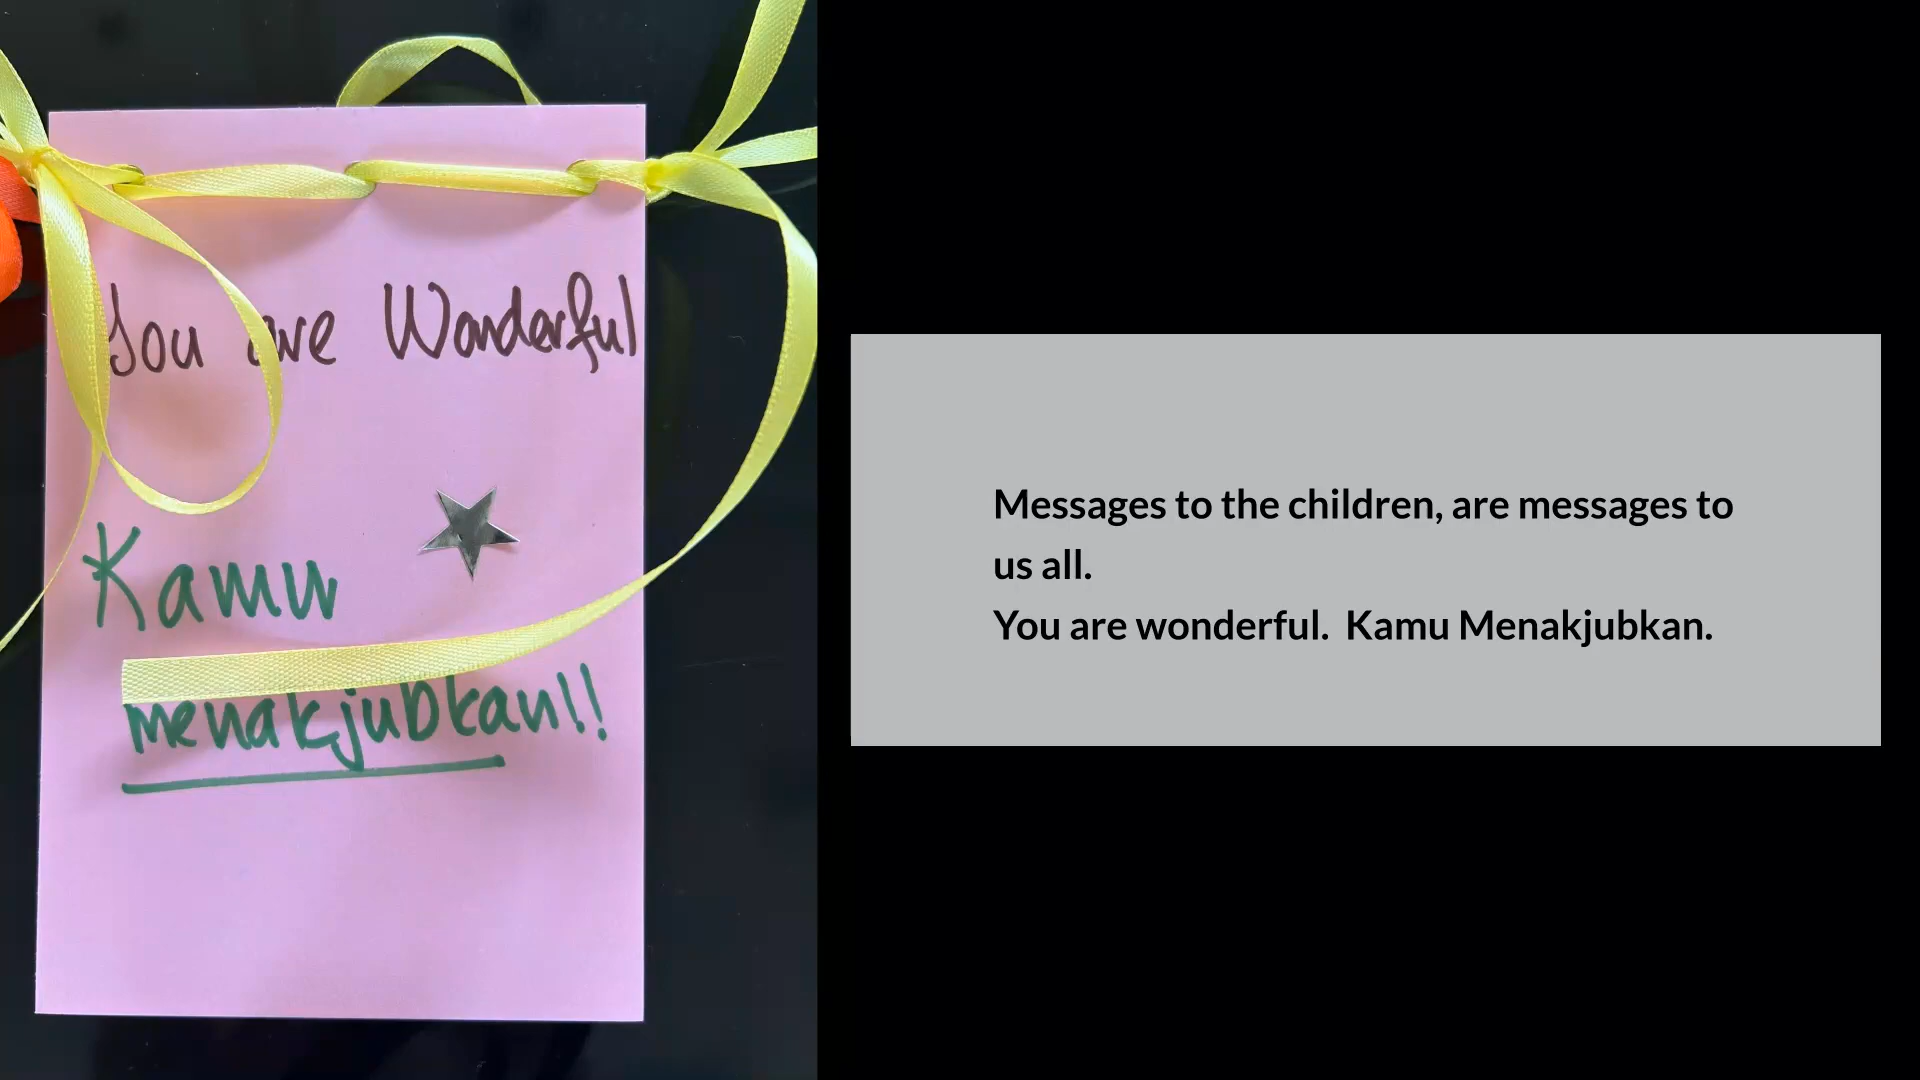 You are Wonderful
Kamu
menakjubkan!!
Messages to the children, are messages to
us all.
You are wonderful.  Kamu Menakjubkan.